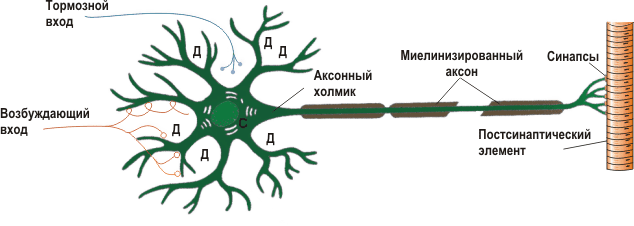 Тормозной
вход
Д
Д
Д
Аксонный
холмик
Миелинизированный
аксон
Синапсы
Возбуждающий
вход
Д
С
Д
Д
Постсинаптический
элемент